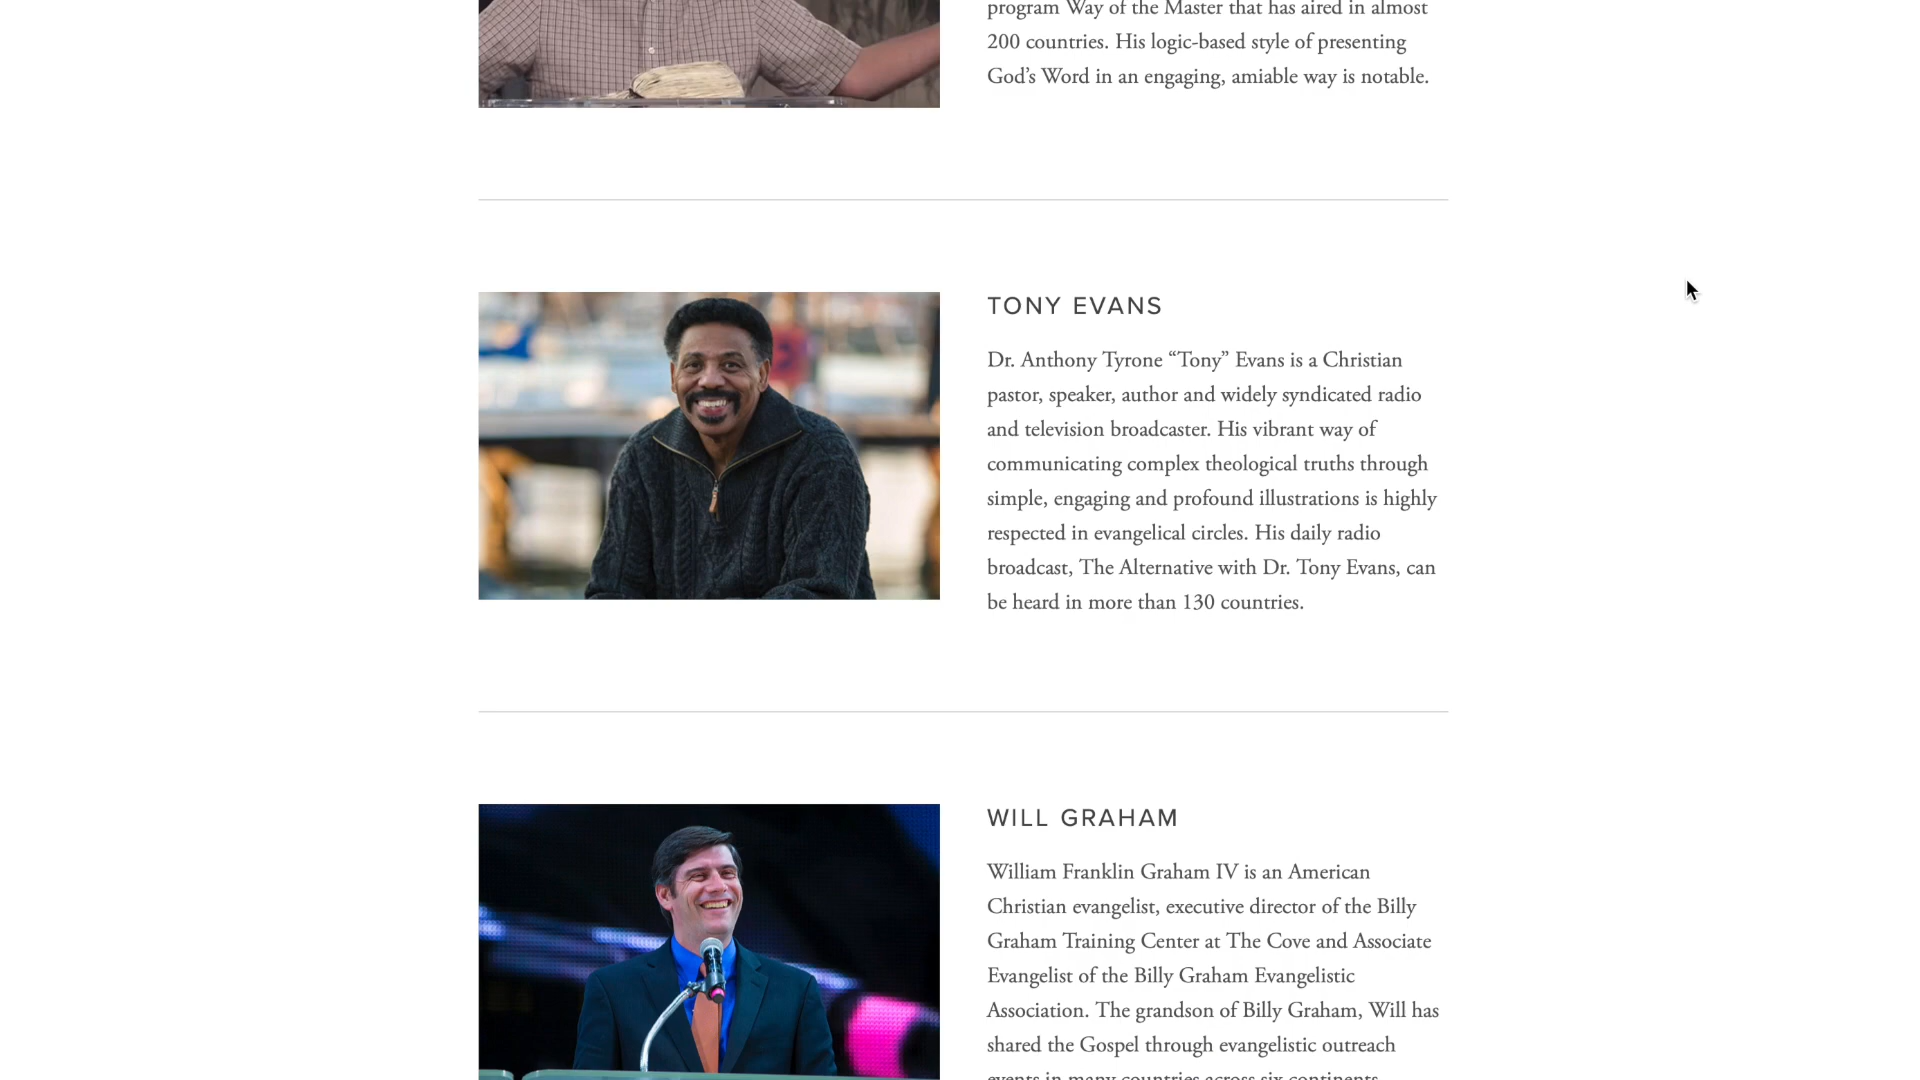 program Way of the Master that has aired in almost
200 countries. His logic-based style of presenting
God’s Word in an engaging, amiable way is notable.
TONY EVANS
Dr. Anthony Tyrone “Tony” Evans is a Christian
pastor, speaker, author and widely syndicated radio
and television broadcaster. His vibrant way of
communicating complex theological truths through
simple, engaging and profound illustrations is highly
respected in evangelical circles. His daily radio
broadcast, The Alternative with Dr. Tony Evans, can
be heard in more than 130 countries.
WILL GRAHAM
William Franklin Graham IV is an American
Christian evangelist, executive director of the Billy
Graham Training Center at The Cove and Associate
Evangelist of the Billy Graham Evangelistic
Association. The grandson of Billy Graham, Will has
shared the Gospel through evangelistic outreach
events in many countries across six continents.